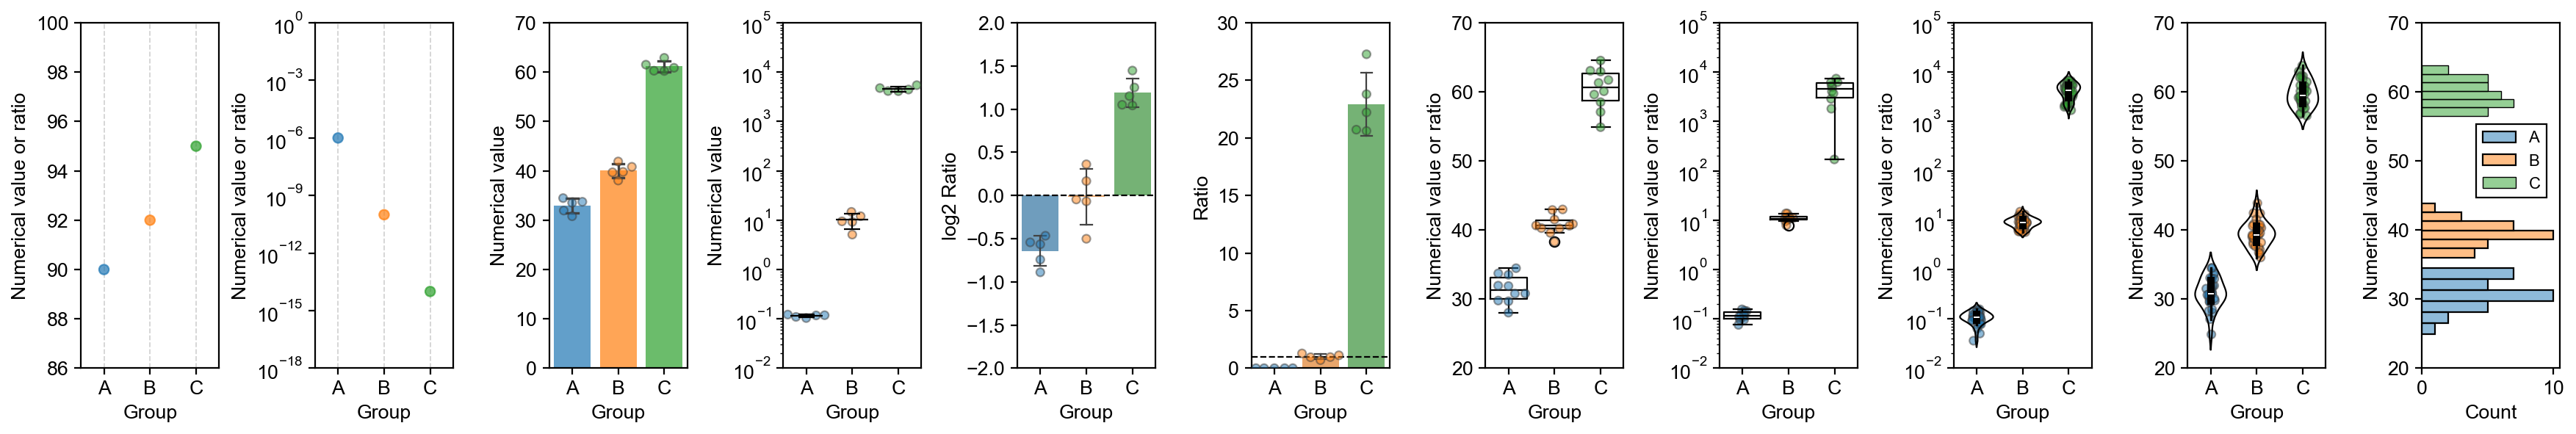 Numerical value or ratio
100
98
96
94
92
90
88
86
A B C
Group
Numerical value or ratio
10^0
10^-3
10^-6
10^-9
10^-12
10^-15
10^-18
A B C
Group
Numerical value
70
60
50
40
30
20
10
0
A B C
Group
Numerical value
10^5
10^4
10^3
10^2
10^1
10^0
10^-1
10^-2
A B C
Group
log2 Ratio
2.0
1.5
1.0
0.5
0.0
−0.5
−1.0
−1.5
−2.0
A B C
Group
Ratio
30
25
20
15
10
5
0
A B C
Group
Numerical value or ratio
70
60
50
40
30
20
A B C
Group
Numerical value or ratio
10^5
10^4
10^3
10^2
10^1
10^0
10^-1
10^-2
A B C
Group
Numerical value or ratio
10^5
10^4
10^3
10^2
10^1
10^0
10^-1
10^-2
A B C
Group
Numerical value or ratio
70
60
50
40
30
20
A B C
Group
Numerical value or ratio
70
60
50
40
30
20
A
B
C
0 10
Count